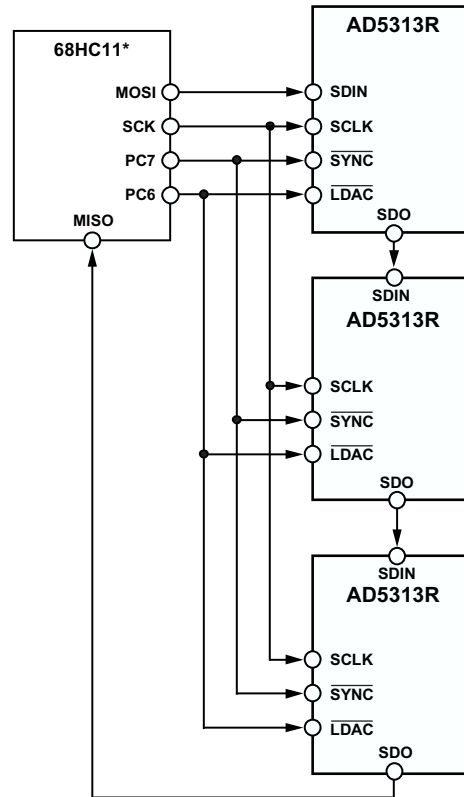 68HC11*
MOSI
SCK
PC7
PC6
MISO
AD5313R
SDIN
SCLK
SYNC
LDAC
SDO
SDIN
AD5313R
SCLK
SYNC
LDAC
SDO
SDIN
AD5313R
SCLK
SYNC
LDAC
SDO